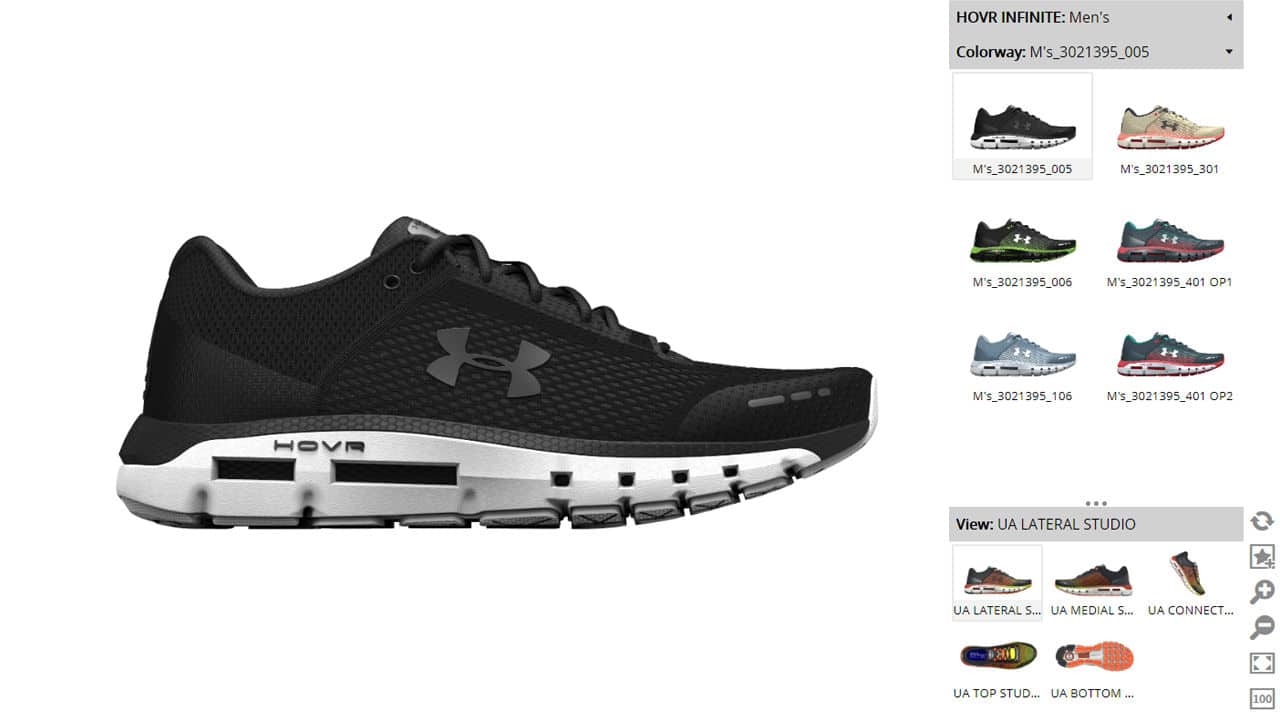 HOVR INFINITE: Men's
Colorway: M's_3021395_005
M's_3021395_005
M's_3021395_301
M's_3021395_006
M's_3021395_401 OP1
M's_3021395_106
M's_3021395_401 OP2
HOVR
View: UA LATERAL STUDIO
UA LATERAL S...
UA MEDIAL S...
UA CONNECT...
UA TOP STUD...
UA BOTTOM ...
100